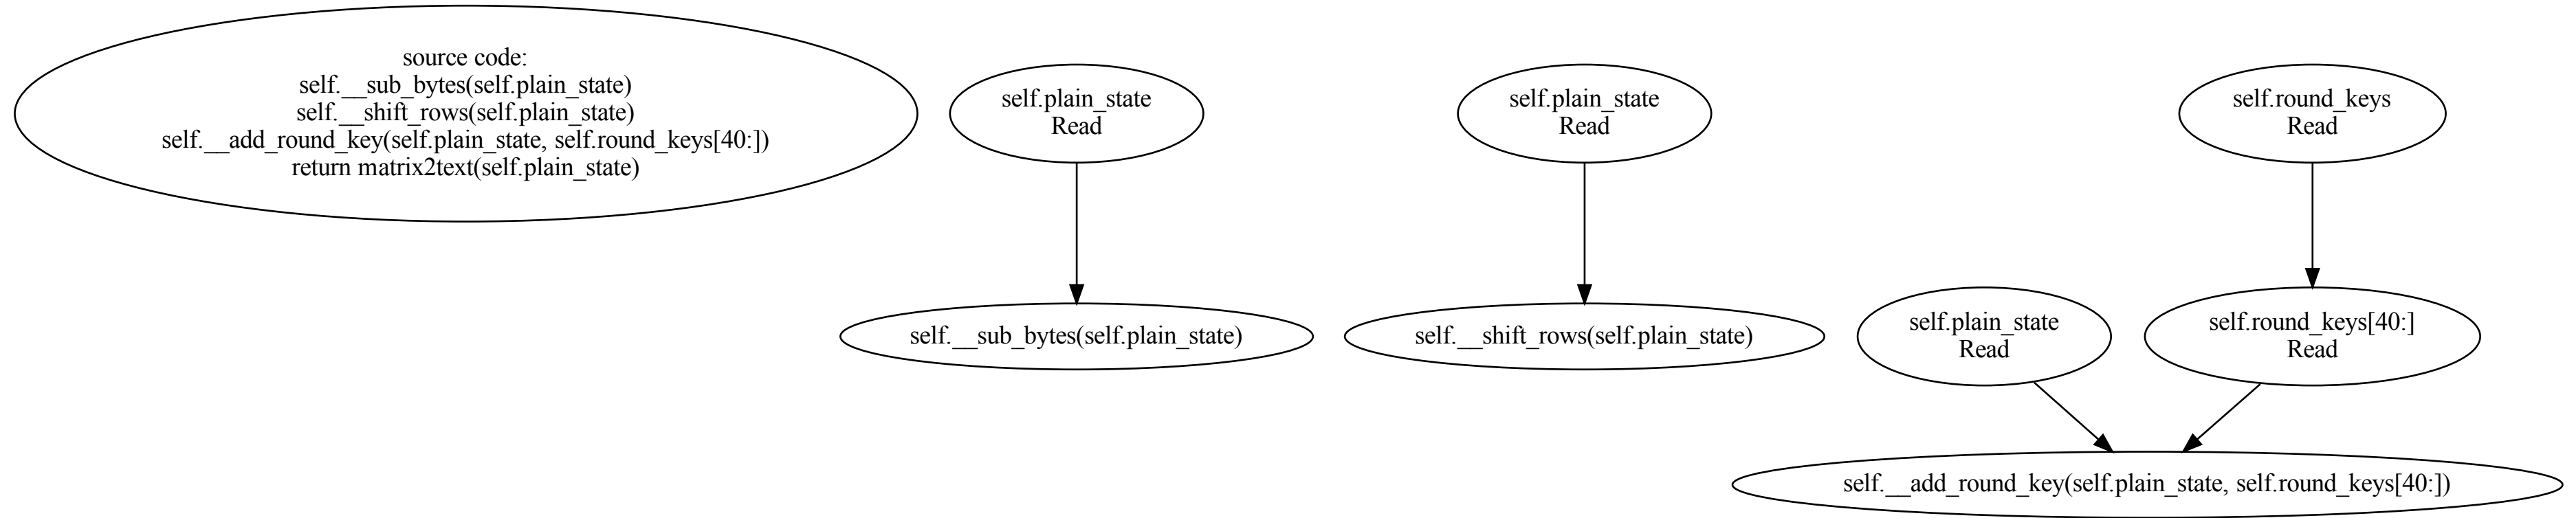 source code:
self.__sub_bytes(self.plain_state)
self.__shift_rows(self.plain_state)
self.__add_round_key(self.plain_state, self.round_keys[40:])
return matrix2text(self.plain_state)
self.plain_state
Read
self.__sub_bytes(self.plain_state)
self.plain_state
Read
self.__shift_rows(self.plain_state)
self.round_keys
Read
self.plain_state
Read
self.round_keys[40:]
Read
self.__add_round_key(self.plain_state, self.round_keys[40:])